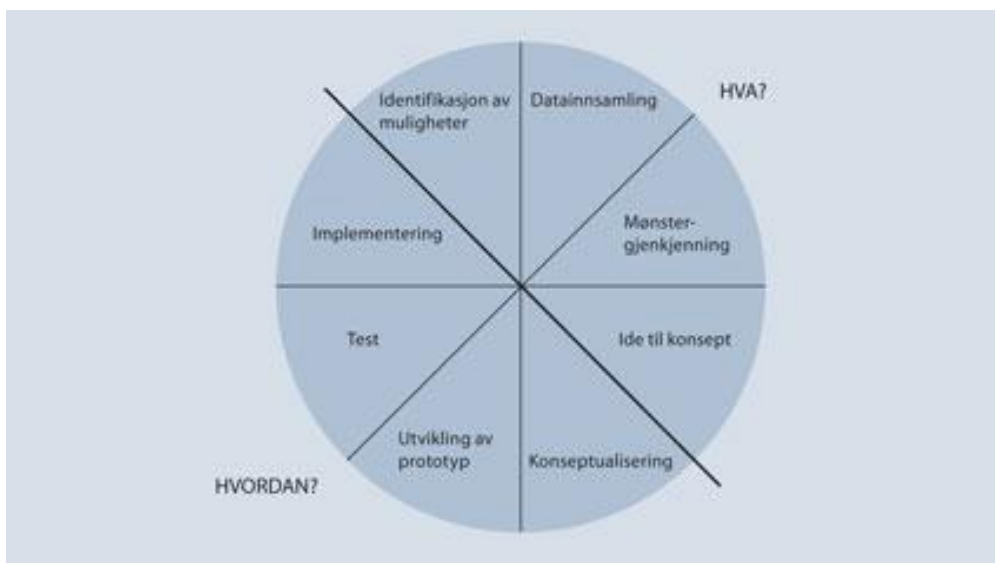 Identifikasjon av
muligheter
Datainnsamling
HVA?
Implementering
Mønster-
gjenkjenning
Test
Ide til konsept
Utvikling av
prototyp
Konseptualisering
HVORDAN?